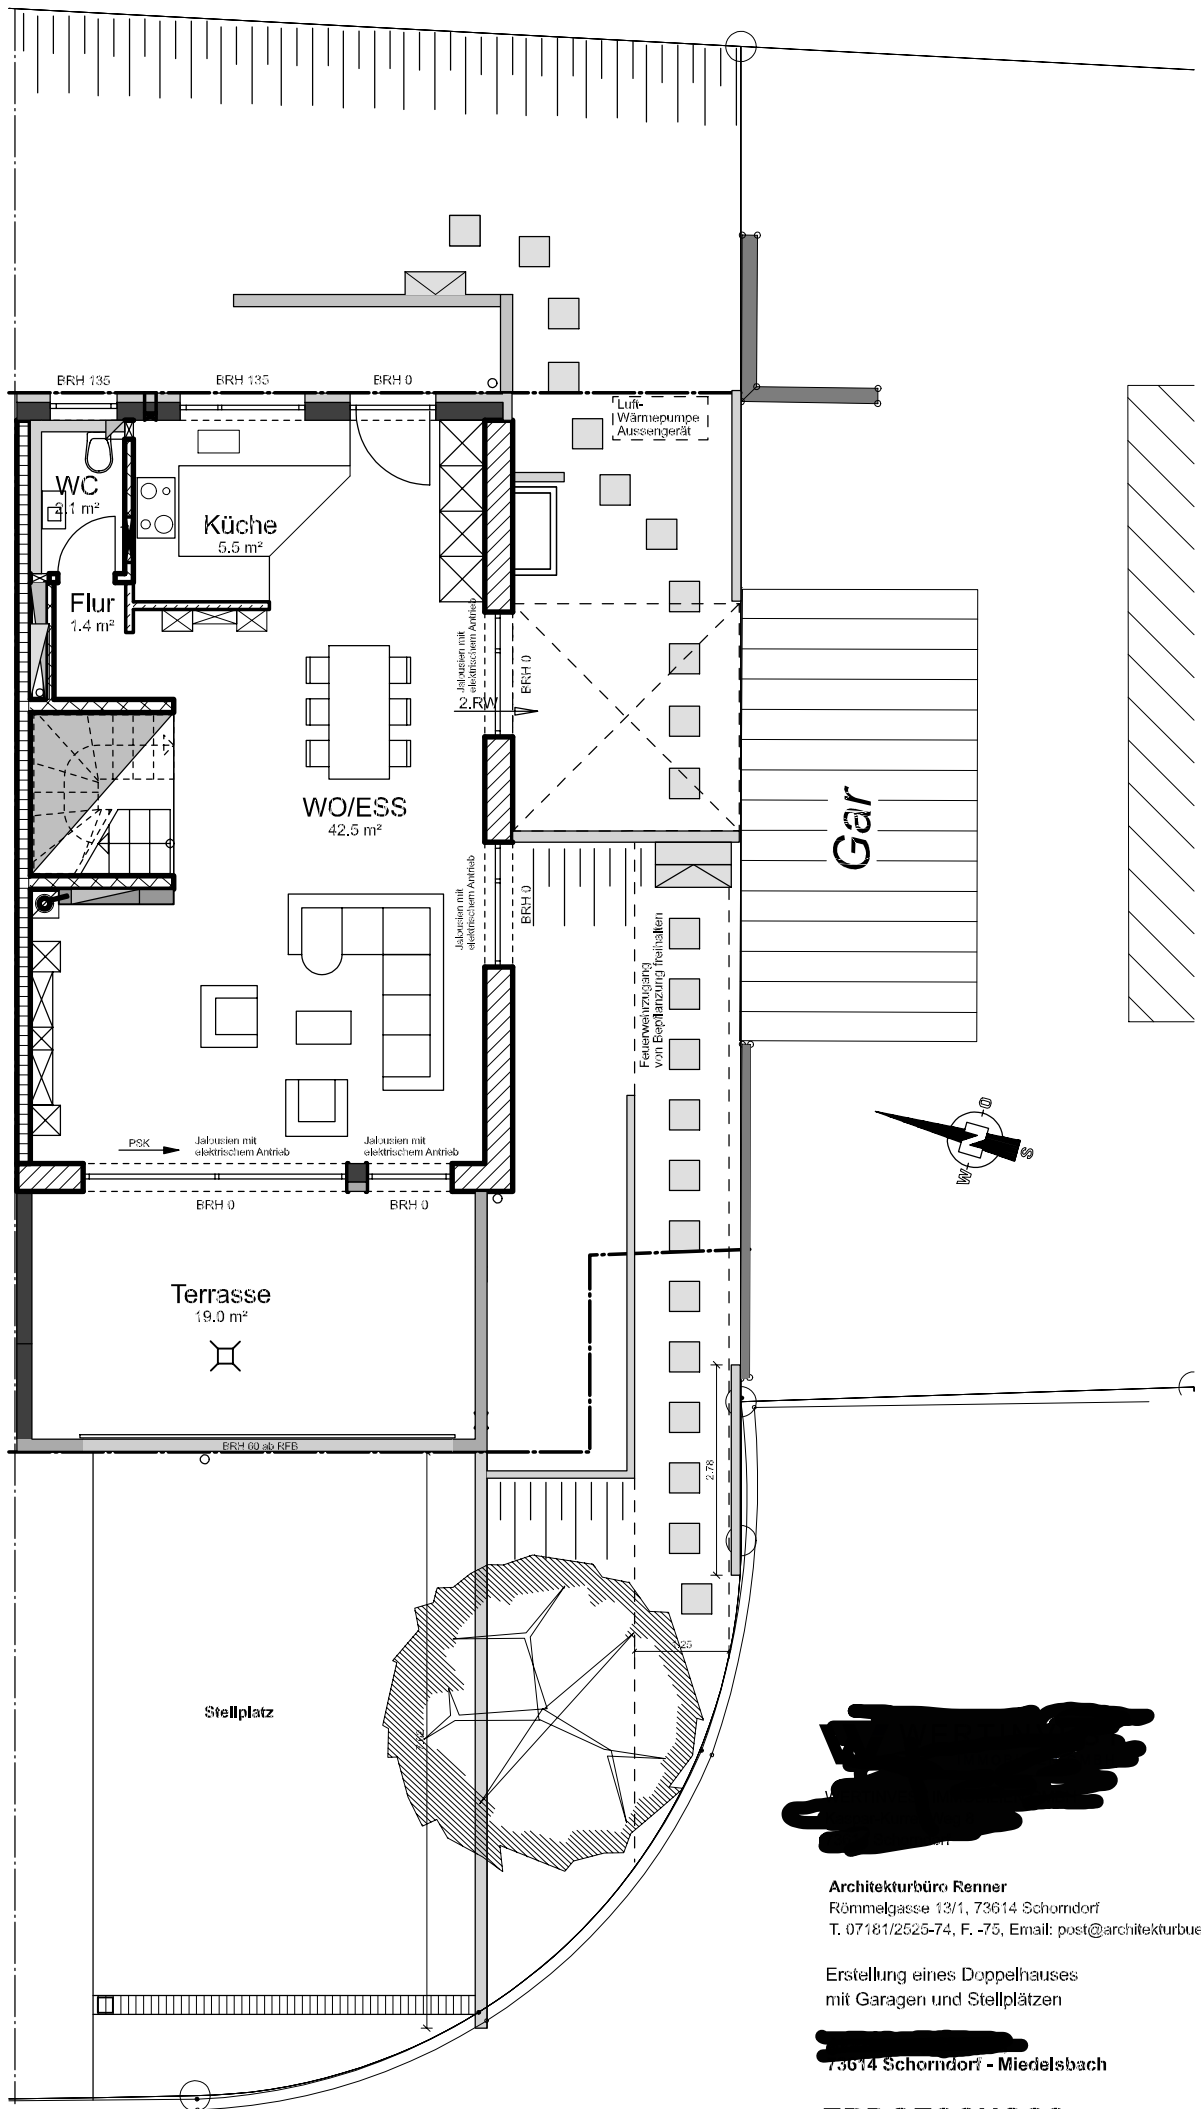 BRH 135
BRH 135
BRH 0
Luft-
Wärmepumpe
Aussengerät
WC
2.1 m²
Küche
5.5 m²
Flur
1.4 m²
Jalousien mit
elektrischem Antrieb
BRH 0
2.RW
WO/ESS
42.5 m²
Gar
Jalousien mit
elektrischem Antrieb
BRH 0
Feuerwehrzugang
von Bepflanzung freihalten
O
N
S
W
PSK
Jalousien mit
elektrischem Antrieb
Jalousien mit
elektrischem Antrieb
BRH 0
BRH 0
Terrasse
19.0 m²
BRH 60 ab RFB
2.78
Stellplatz
Architekturbüro Renner
Römmelgasse 13/1, 73614 Schorndorf
T. 07181/2525-74, F. -75, Email: post@architekturbue
Erstellung eines Doppelhauses
mit Garagen und Stellplätzen
73614 Schorndorf - Miedelsbach